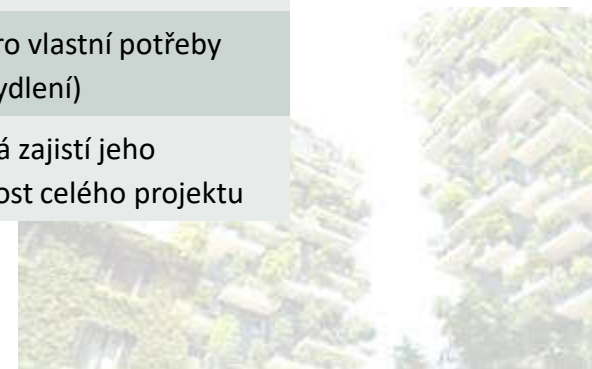 ro vlastní potřeby
ydlení)
á zajistí jeho
ost celého projektu